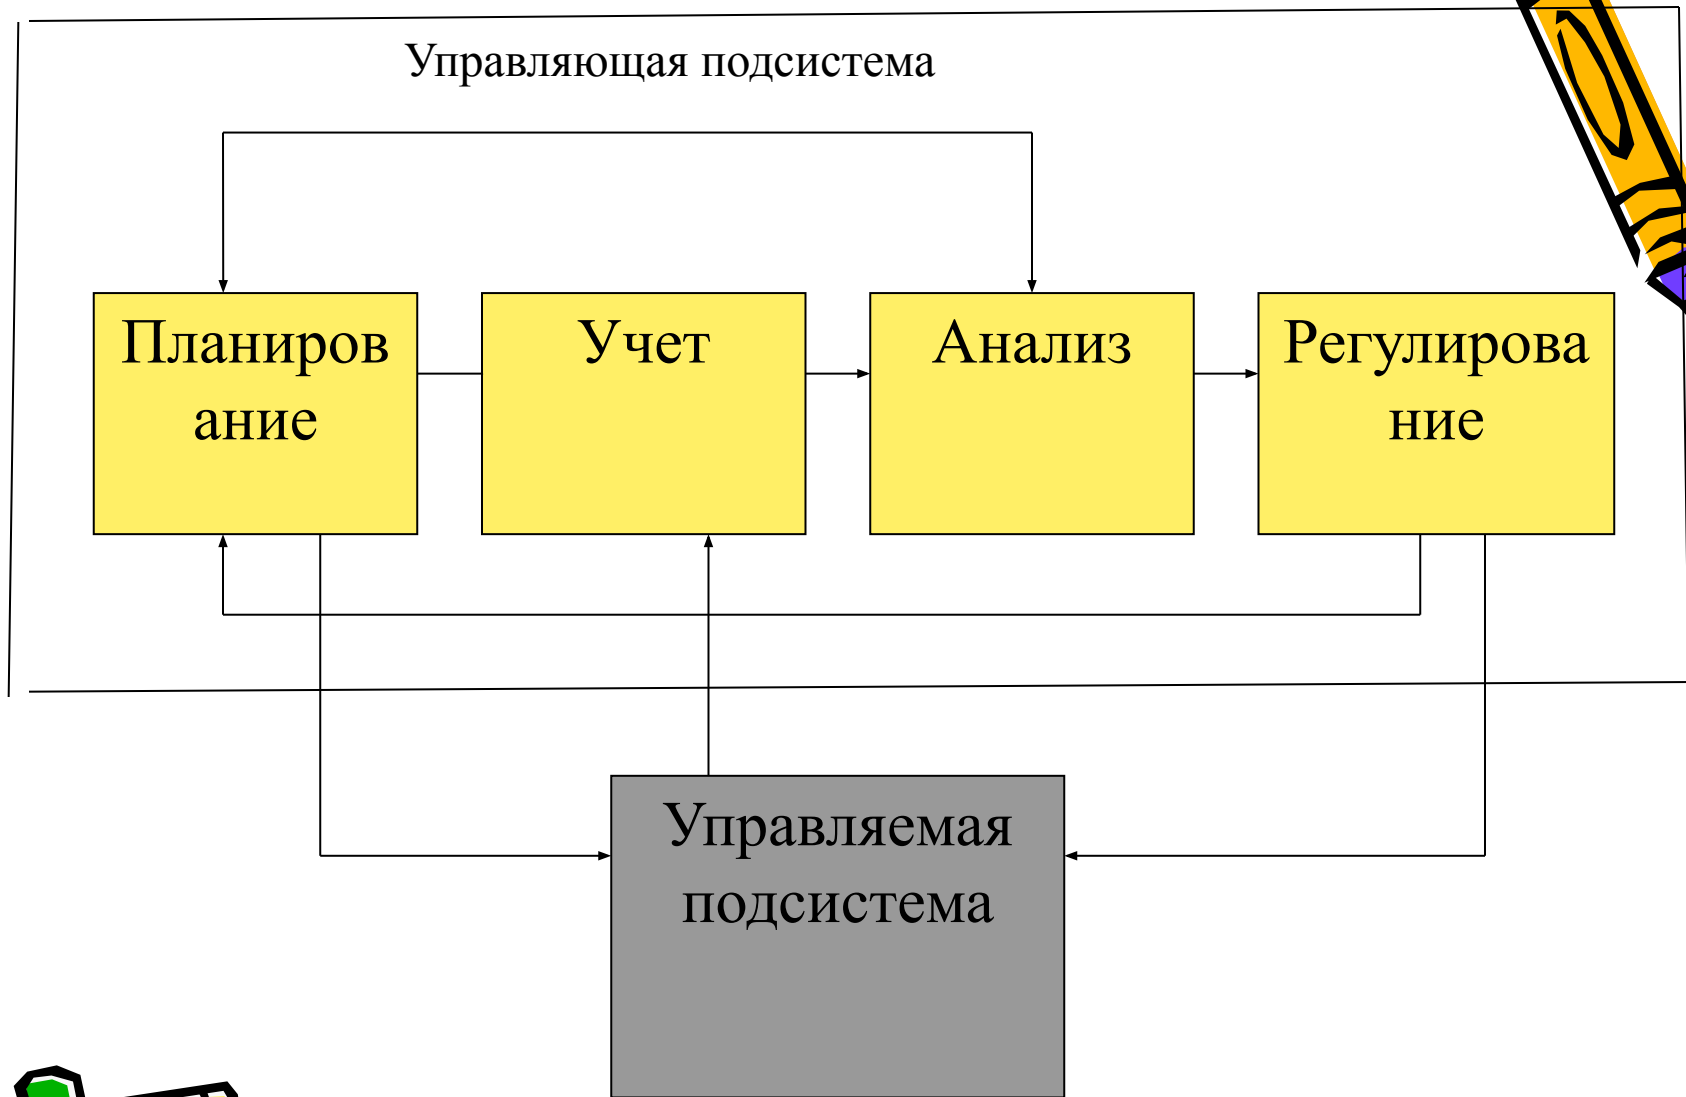 Управляющая подсистема
Планиров
ание
Учет
Анализ
Регулирова
ние
Управляемая
подсистема